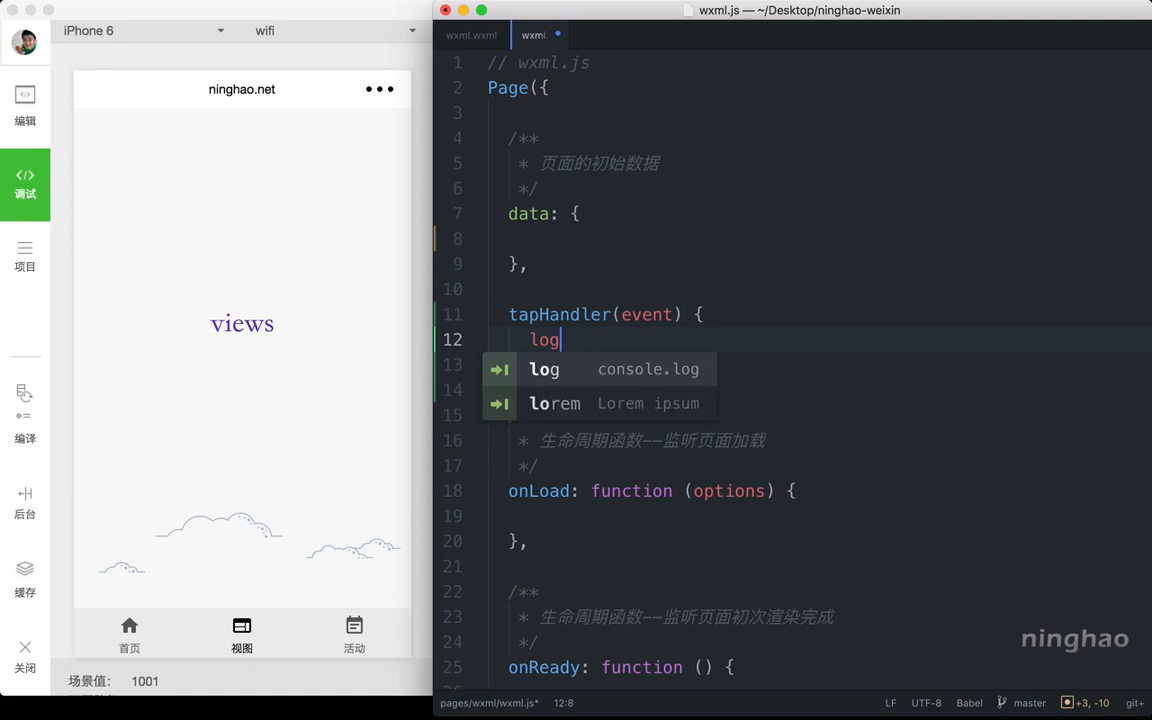 iPhone 6
wifi
编辑
调试
项目
编译
后台
缓存
关闭
ninghao.net
views
首页
视图
活动
场景值: 1001
wxml.js — ~/Desktop/ninghao-weixin
wxml.wxml
wxml.
1 // wxml.js
2 Page({
3
4 /**
5 * 页面的初始数据
6 */
7 data: {
8
9 },
10
11 tapHandler(event) {
12 log
13
log console.log
14
lorem Lorem ipsum
15
16 * 生命周期函数--监听页面加载
17 */
18 onLoad: function (options) {
19
20 },
21
22 /**
23 * 生命周期函数--监听页面初次渲染完成
24 */
25 onReady: function () {
ninghao
pages/wxml/wxml.js* 12:8
LF UTF-8 Babel master +3, -10 git+